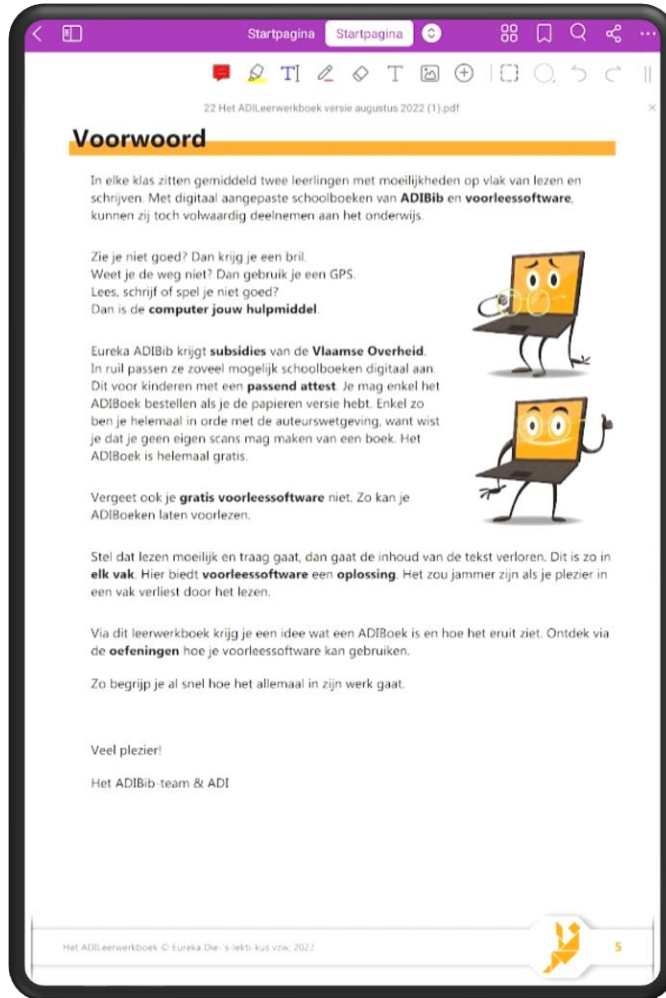 Startpagina Startpagina
22 Het ADILeerwerkboek versie augustus 2022 (1).pdf
Voorwoord
In elke klas zitten gemiddeld twee leerlingen met moeilijkheden op vlak van lezen en
schrijven. Met digitaal aangepaste schoolboeken van ADIBib en voorleessoftware,
kunnen zij toch volwaardig deelnemen aan het onderwijs.
Zie je niet goed? Dan krijg je een bril.
Weet je de weg niet? Dan gebruik je een GPS.
Lees, schrijf of spel je niet goed?
Dan is de computer jouw hulpmiddel.
Eureka ADIBib krijgt subsidies van de Vlaamse Overheid.
In ruil passen ze zoveel mogelijk schoolboeken digitaal aan.
Dit voor kinderen met een passend attest. Je mag enkel het
ADIBoek bestellen als je de papieren versie hebt. Enkel zo
ben je helemaal in orde met de auteurswetgeving, want wist
je dat je geen eigen scans mag maken van een boek. Het
ADIBoek is helemaal gratis.
Vergeet ook je gratis voorleessoftware niet. Zo kan je
ADIBoeken laten voorlezen.
Stel dat lezen moeilijk en traag gaat, dan gaat de inhoud van de tekst verloren. Dit is zo in
elk vak. Hier biedt voorleessoftware een oplossing. Het zou jammer zijn als je plezier in
een vak verliest door het lezen.
Via dit leerwerkboek krijg je een idee wat een ADIBoek is en hoe het eruit ziet. Ontdek via
de oefeningen hoe je voorleessoftware kan gebruiken.
Zo begrijp je al snel hoe het allemaal in zijn werk gaat.
Veel plezier!
Het ADIBib-team & ADI
Het ADILeerwerkboek © Eureka Die-'s-lekti-kus vzw, 2022
5